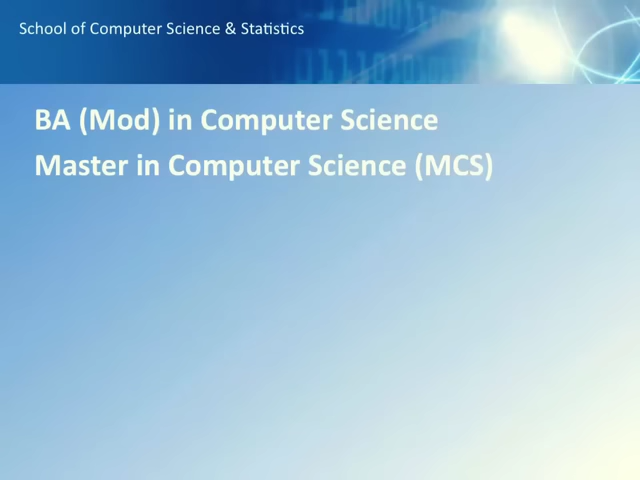 School of Computer Science & Statistics
BA (Mod) in Computer Science
Master in Computer Science (MCS)